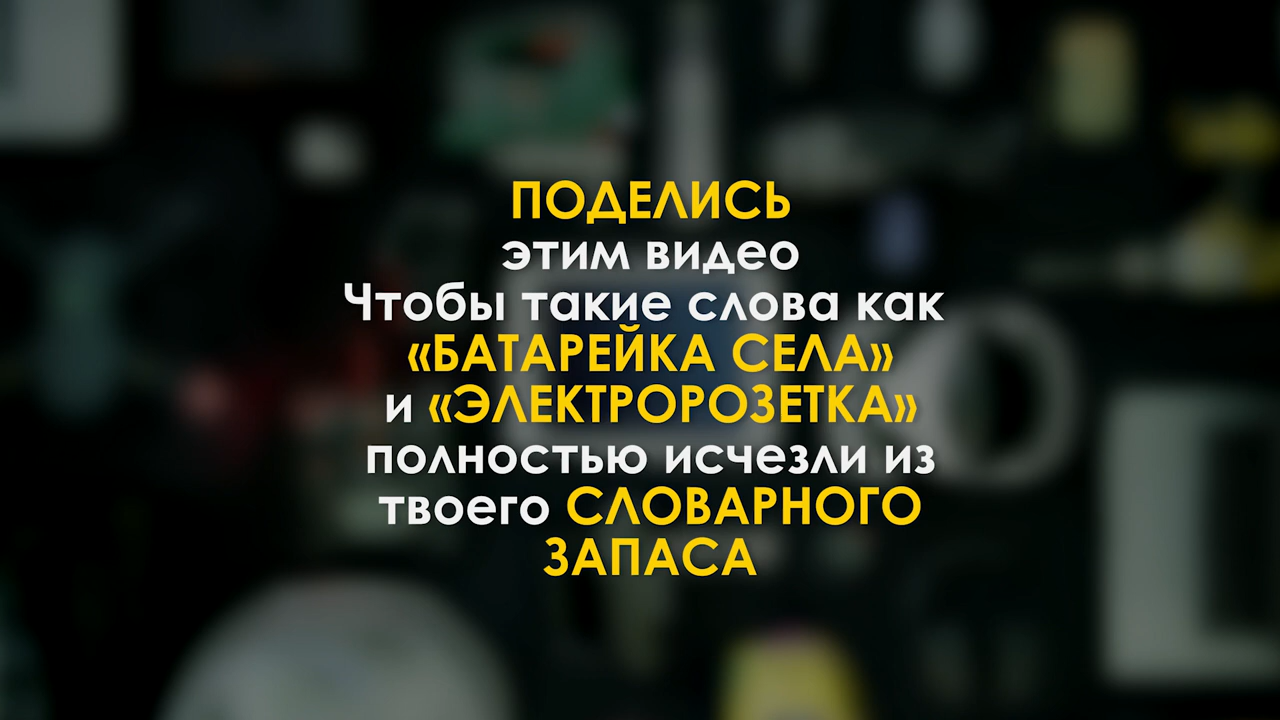 ПОДЕЛИСЬ
этим видео
Чтобы такие слова как
«БАТАРЕЙКА СЕЛА»
и «ЭЛЕКТРОРОЗЕТКА»
полностью исчезли из
твоего СЛОВАРНОГО
ЗАПАСА